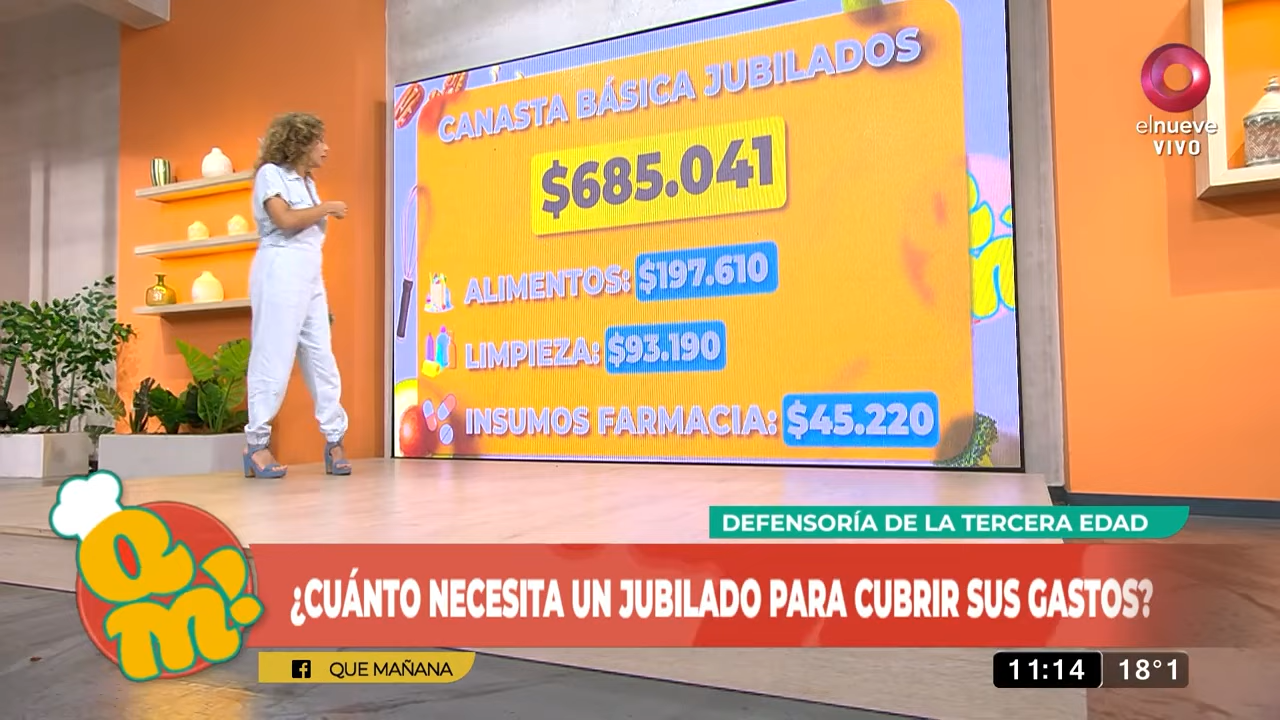 CANASTA BÁSICA JUBILADOS
$685.041
ALIMENTOS: $197.610
LIMPIEZA: $93.190
INSUMOS FARMACIA: $45.220
elnueve
VIVO
DEFENSORÍA DE LA TERCERA EDAD
¿CUÁNTO NECESITA UN JUBILADO PARA CUBRIR SUS GASTOS?
QM!
QUE MAÑANA
11:14 18°1